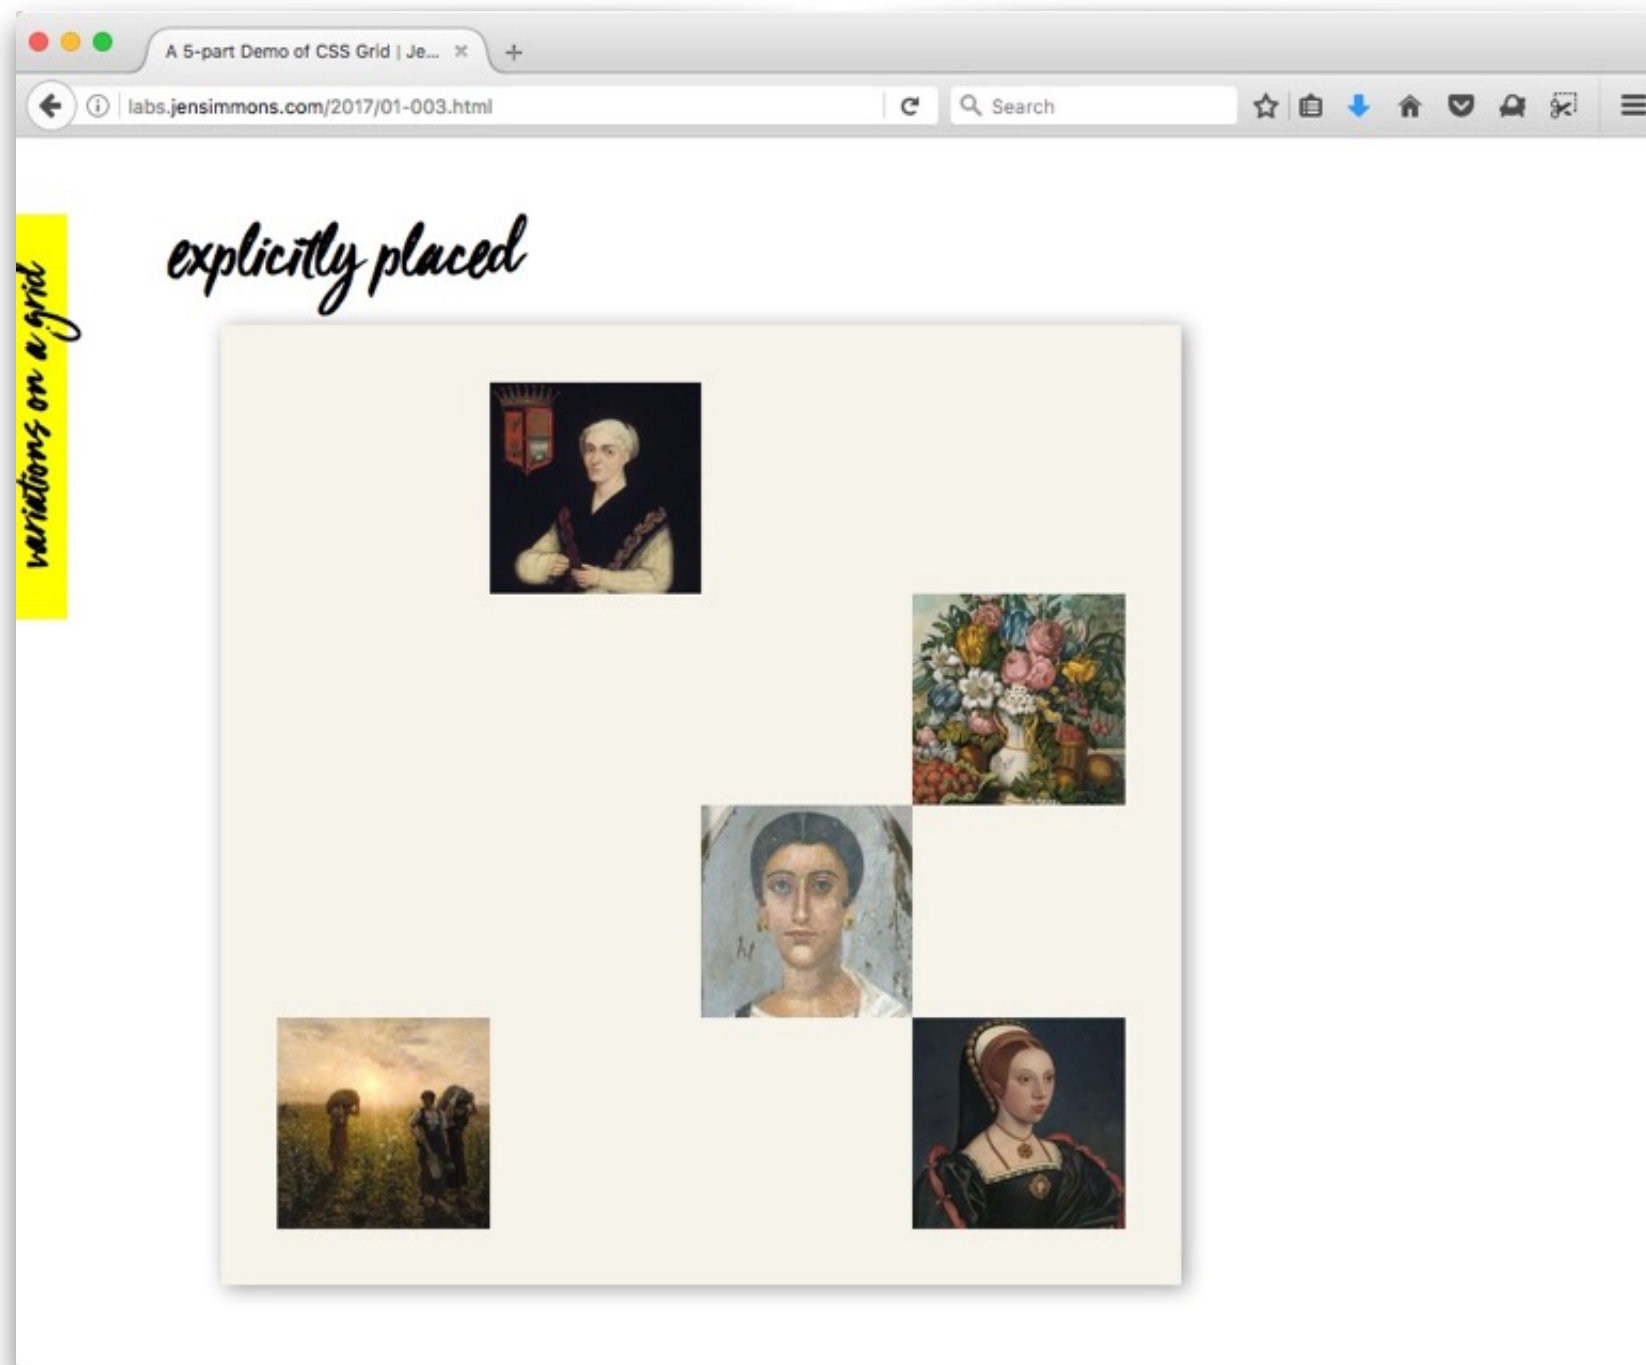 A 5-part Demo of CSS Grid | Je...
labs.jensimmons.com/2017/01-003.html
Search
explicitly placed
variations on a grid